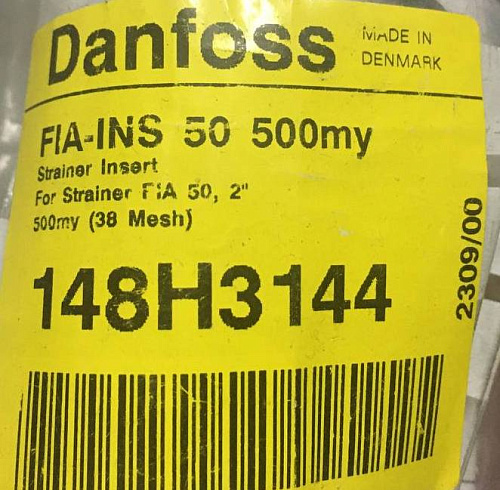 Danfoss
MADE IN
DENMARK
FIA-INS 50 500my
Strainer Insert
For Strainer FIA 50, 2"
500my (38 Mesh)
148H3144
2309/00